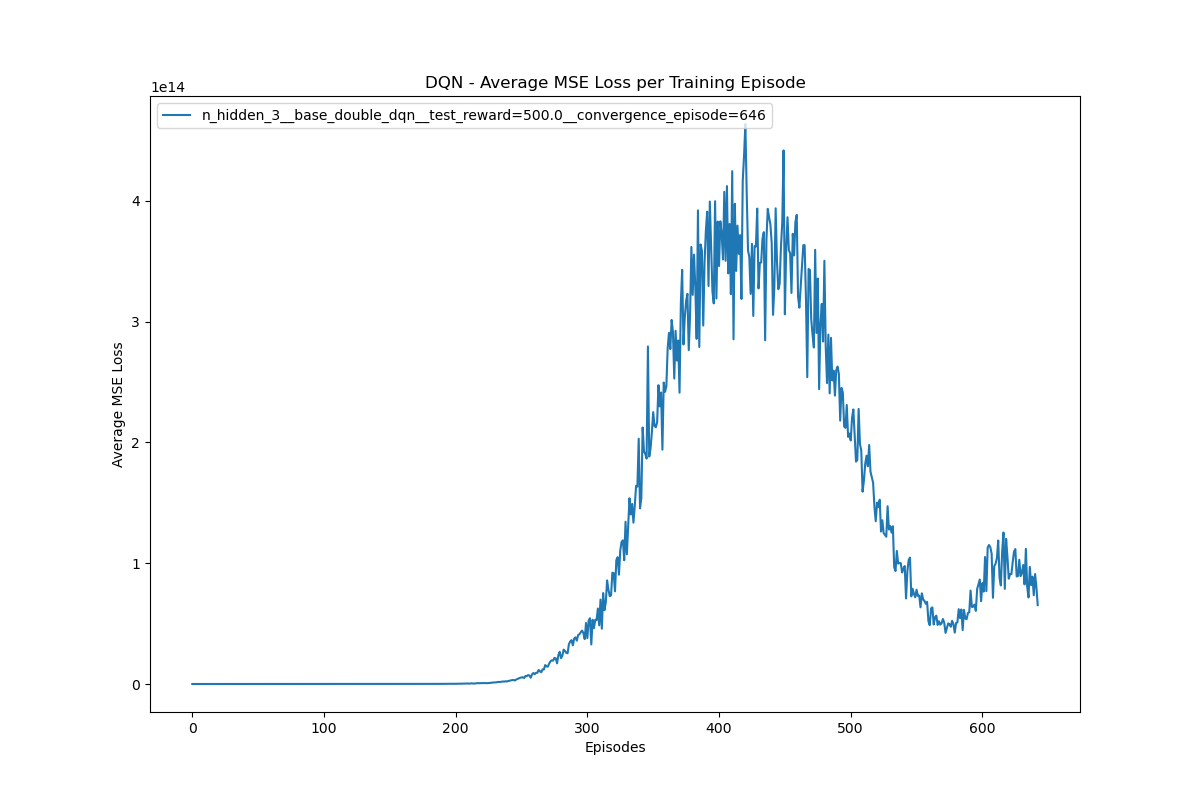 DQN - Average MSE Loss per Training Episode
1e14
n_hidden_3__base_double_dqn__test_reward=500.0__convergence_episode=646
Average MSE Loss
4
3
2
1
0
0 100 200 300 400 500 600
Episodes